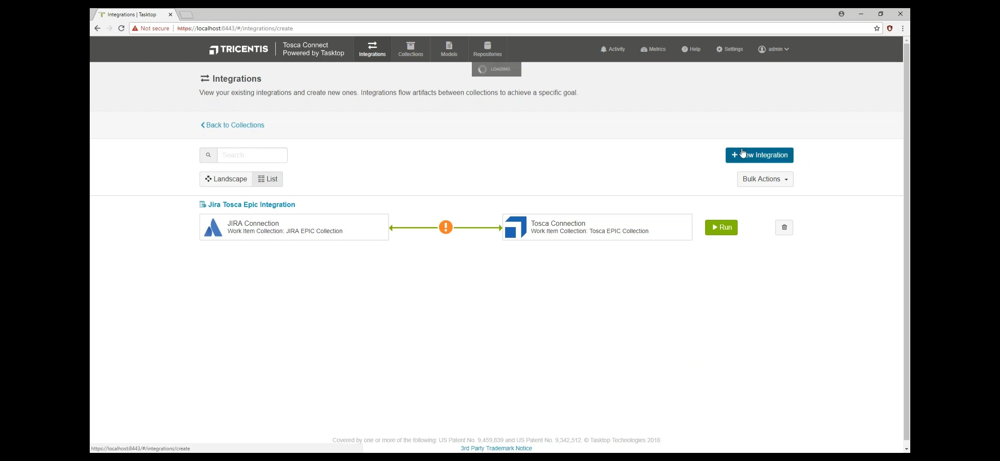 Integrations | Tasktop
Not secure https://localhost:8443/#/integrations/create
TRICENTIS
Tosca Connect
Powered by Tasktop
Integrations
Collections
Models
Repositories
Activity
Metrics
Help
Settings
admin
LOADING
Integrations
View your existing integrations and create new ones. Integrations flow artifacts between collections to achieve a specific goal.
Back to Collections
Search
+ ew Integration
Landscape
List
Bulk Actions
Jira Tosca Epic Integration
JIRA Connection
Work Item Collection: JIRA EPIC Collection
Tosca Connection
Work Item Collection: Tosca EPIC Collection
Run
Covered by one or more of the following: US Patent No. 9,459,839 and US Patent No. 9,342,512. © Tasktop Technologies 2018
3rd Party Trademark Notice
https://localhost:8443/#/integrations/create